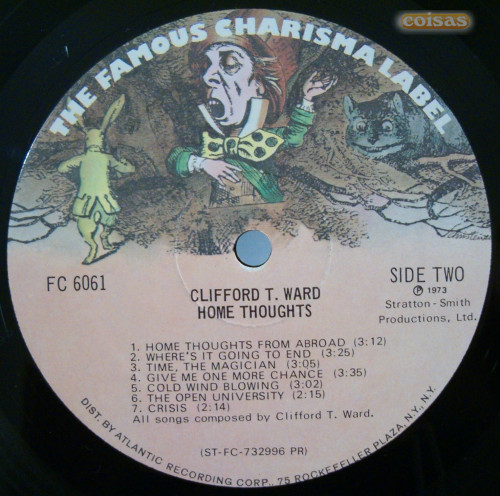 eoisas
THE FAMOUS CHARISMA LABEL
FC 6061
SIDE TWO
℗ 1973
Stratton-Smith
Productions, Ltd.
CLIFFORD T. WARD
HOME THOUGHTS
1. HOME THOUGHTS FROM ABROAD (3:12)
2. WHERE'S IT GOING TO END (3:25)
3. TIME, THE MAGICIAN (3:05)
4. GIVE ME ONE MORE CHANCE (3:35)
5. COLD WIND BLOWING (3:02)
6. THE OPEN UNIVERSITY (2:15)
7. CRISIS (2:14)
All songs composed by Clifford T. Ward.
(ST-FC-732996 PR)
DIST. BY ATLANTIC RECORDING CORP., 75 ROCKEFELLER PLAZA, N.Y., N.Y.